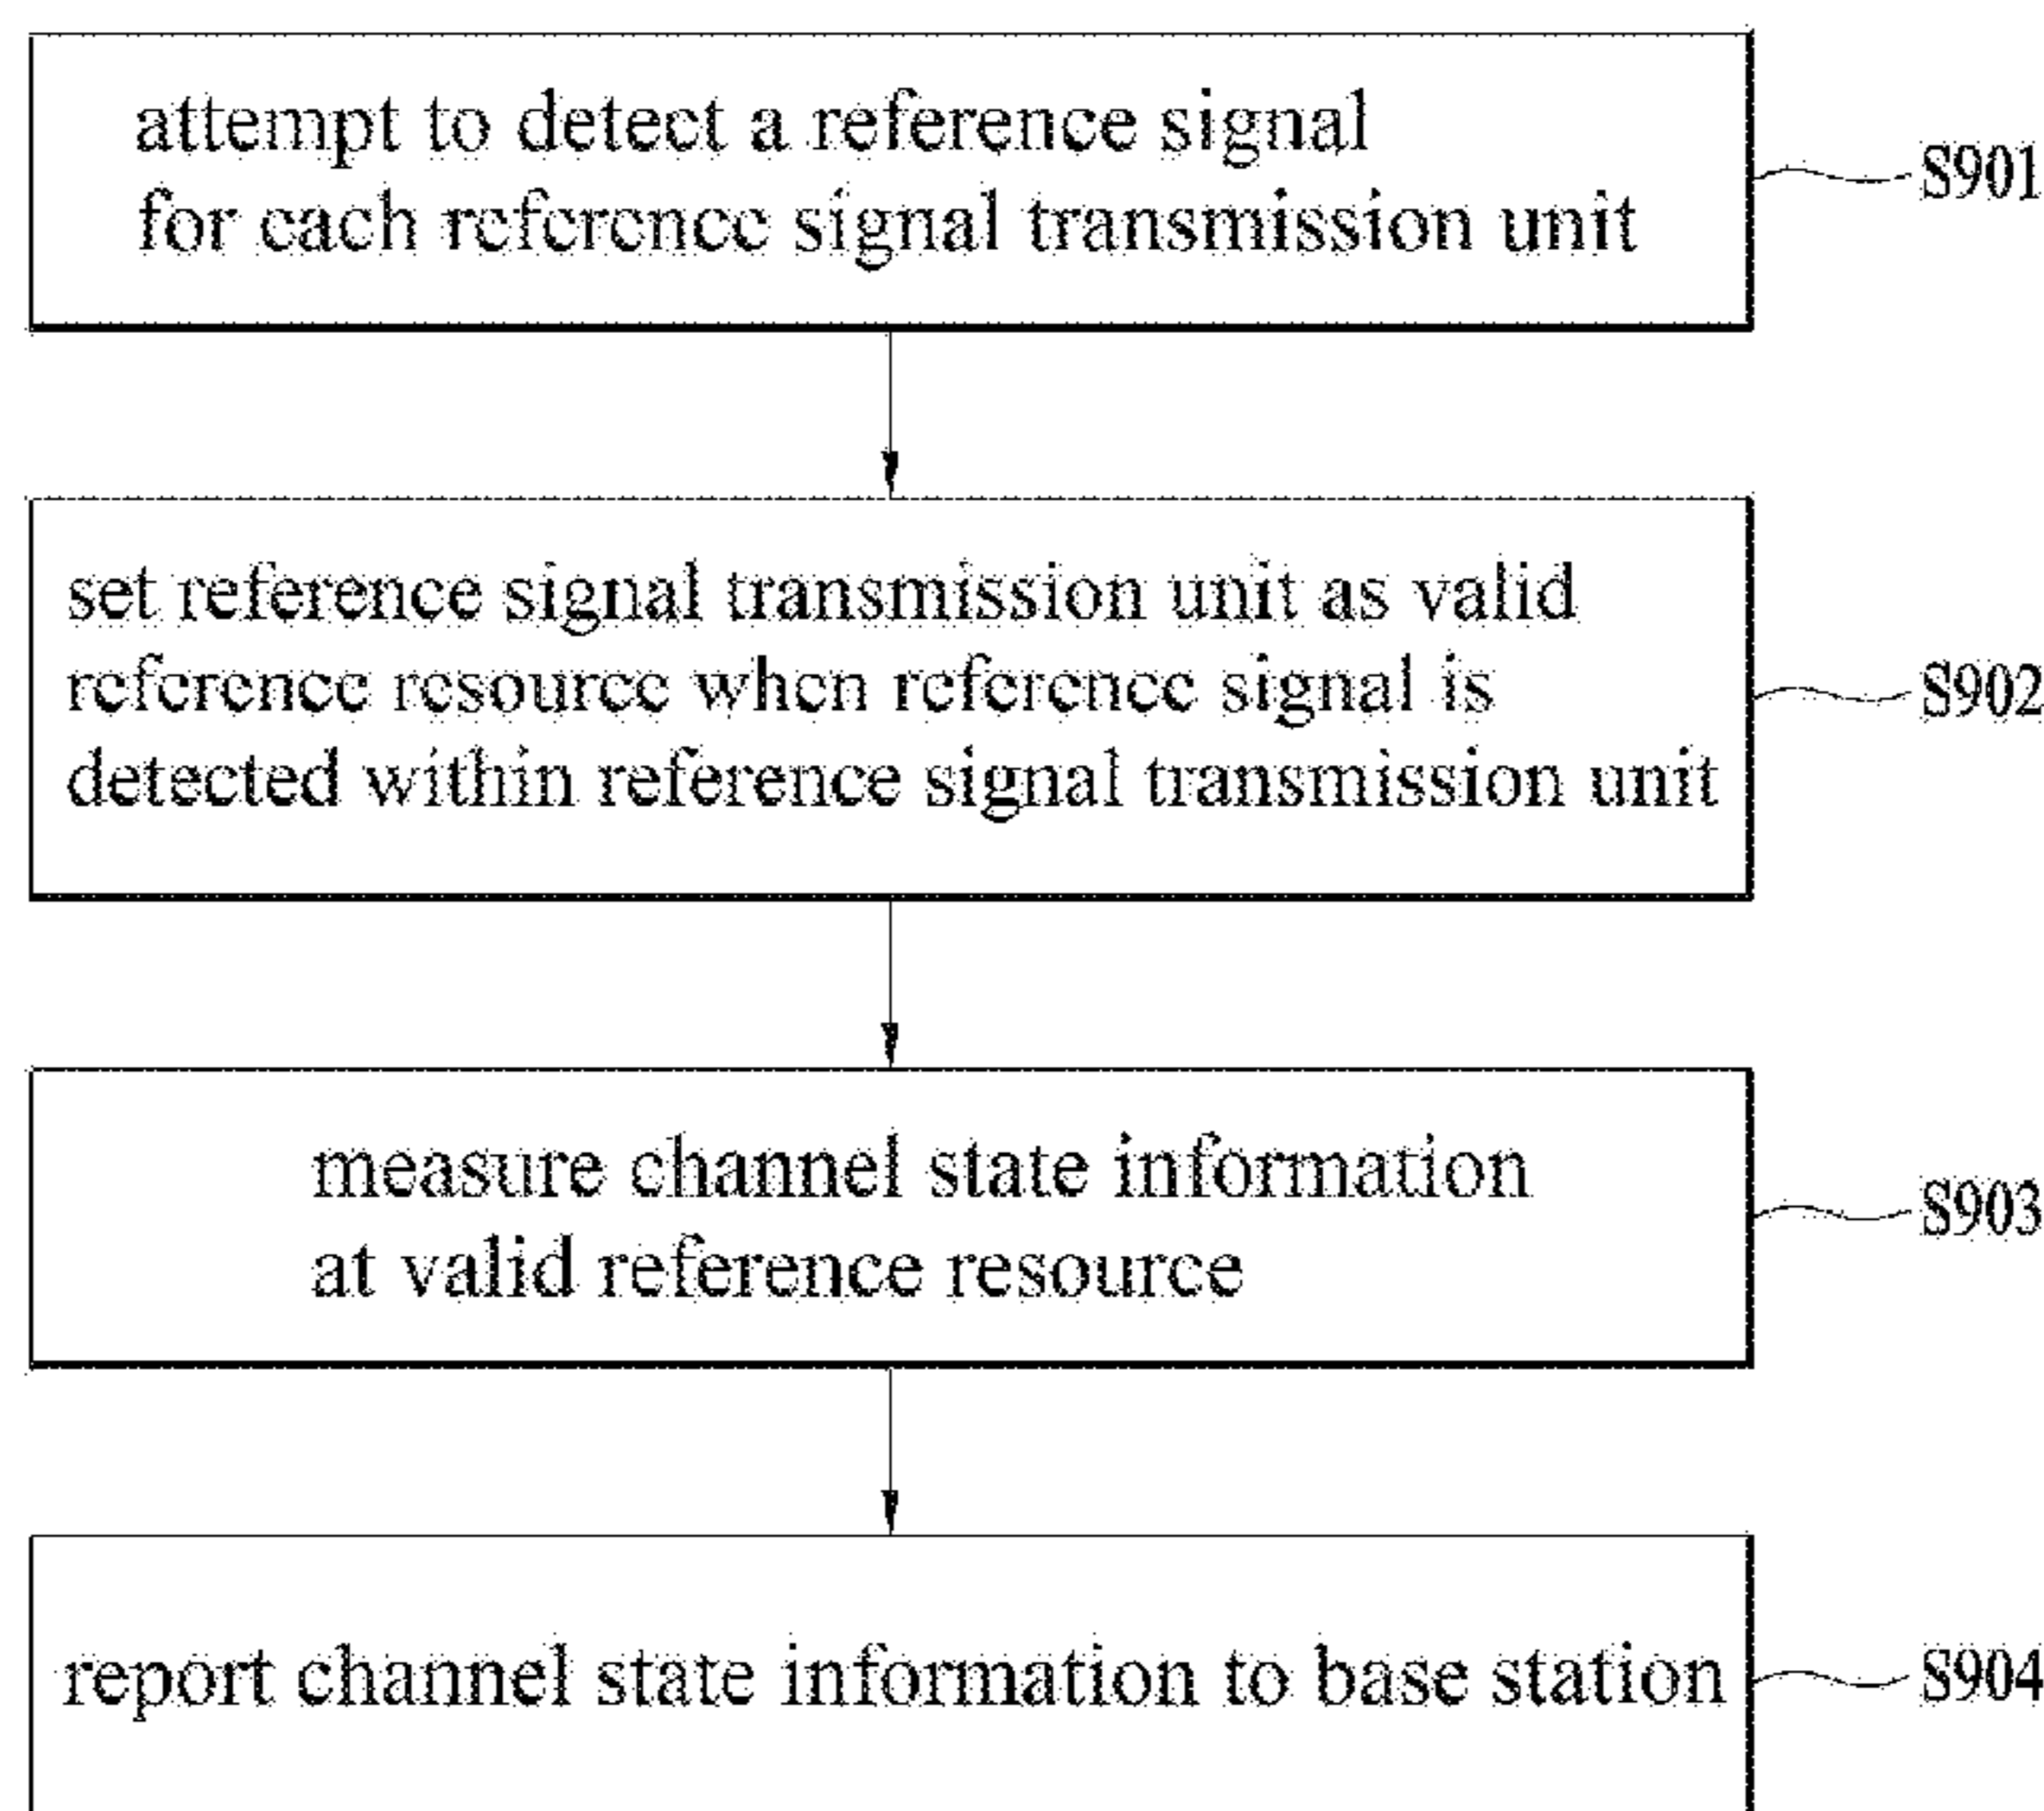 attempt to detect a reference signal
for each reference signal transmission unit
S901
set reference signal transmission unit as valid
reference resource when reference signal is
detected within reference signal transmission unit
S902
measure channel state information
at valid reference resource
S903
report channel state information to base station
S904